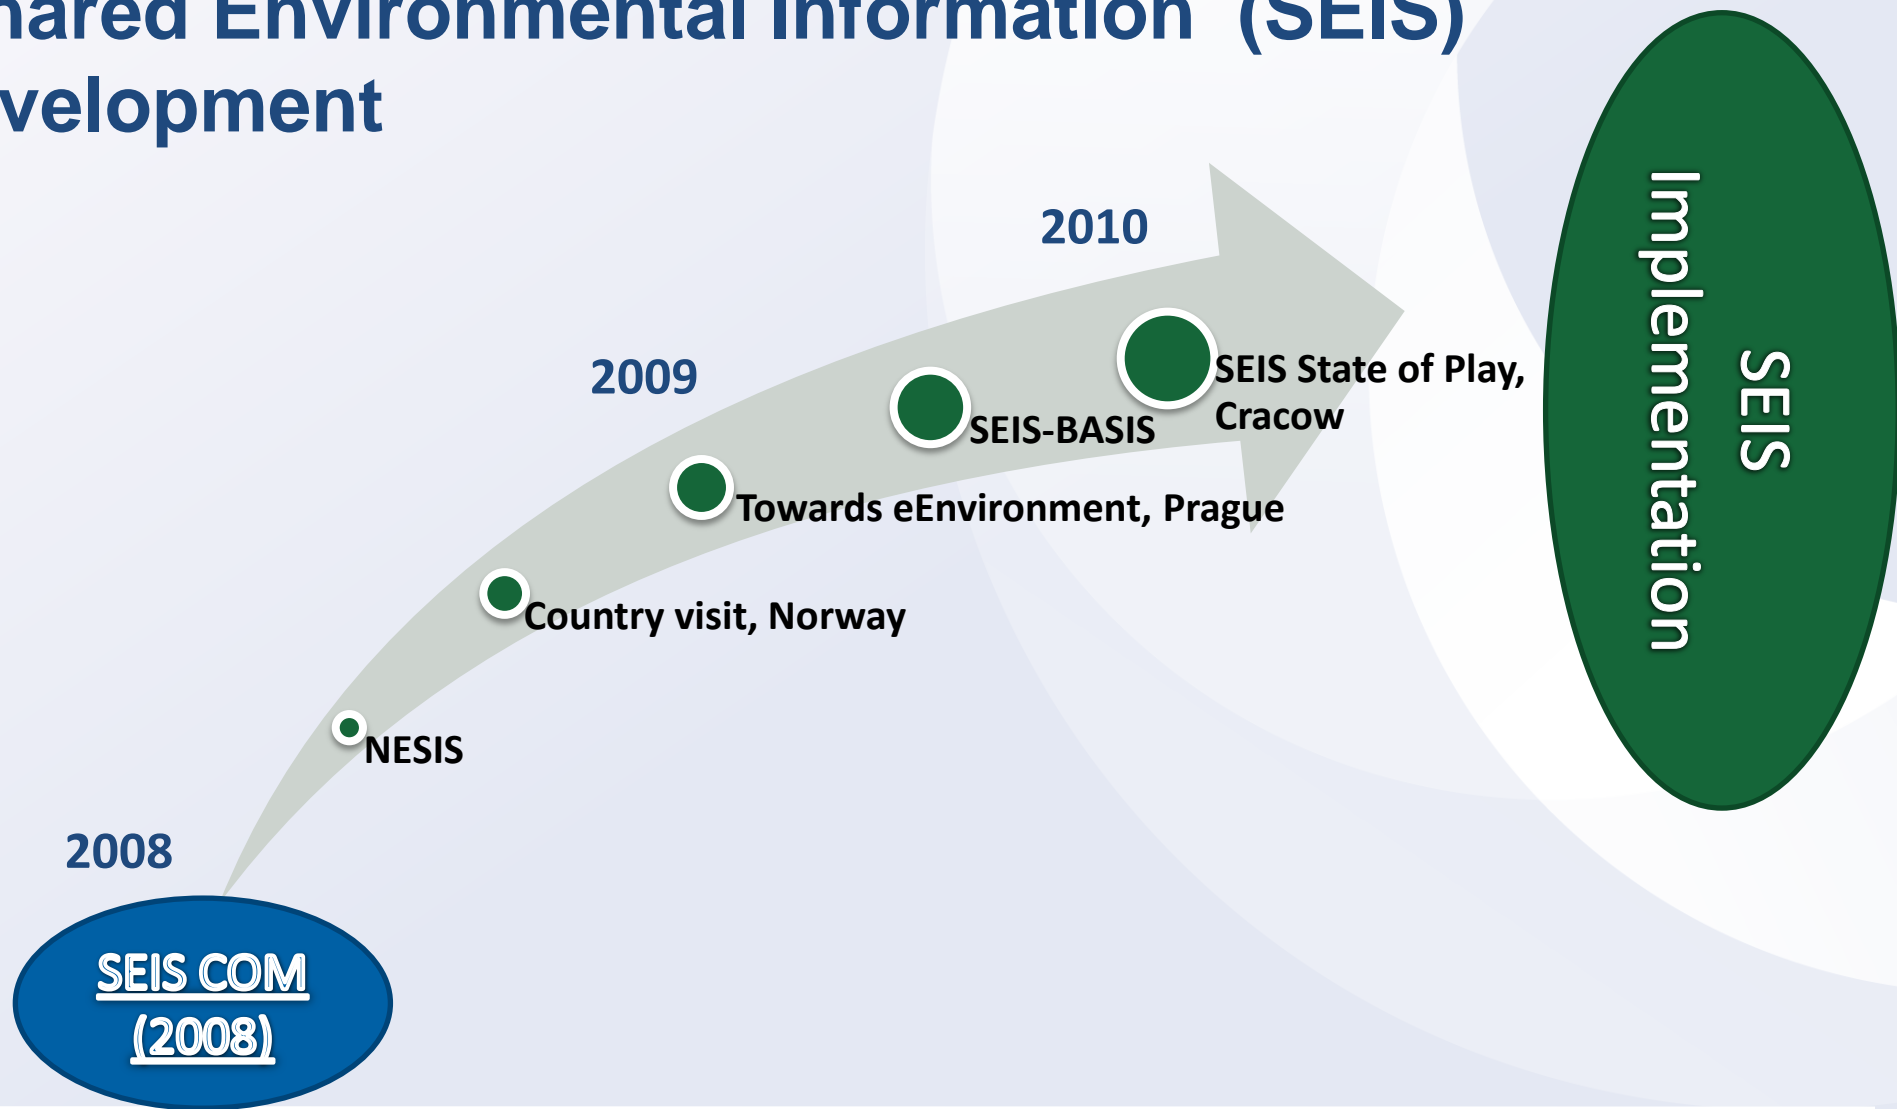 hared Environmental Information (SEIS)
velopment
2010
2009
SEIS State of Play,
Cracow
SEIS-BASIS
Towards eEnvironment, Prague
Country visit, Norway
NESIS
2008
SEIS COM
(2008)
SEIS
Implementation